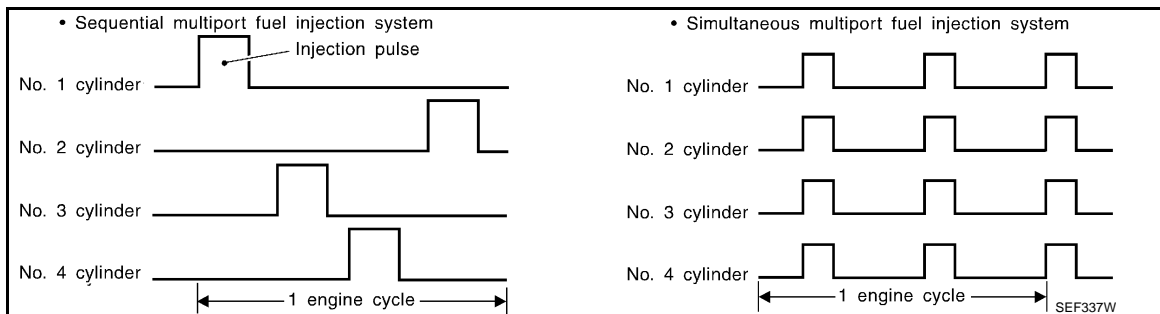 • Sequential multiport fuel injection system
Injection pulse
No. 1 cylinder
No. 2 cylinder
No. 3 cylinder
No. 4 cylinder
1 engine cycle
• Simultaneous multiport fuel injection system
No. 1 cylinder
No. 2 cylinder
No. 3 cylinder
No. 4 cylinder
1 engine cycle
SEF337W